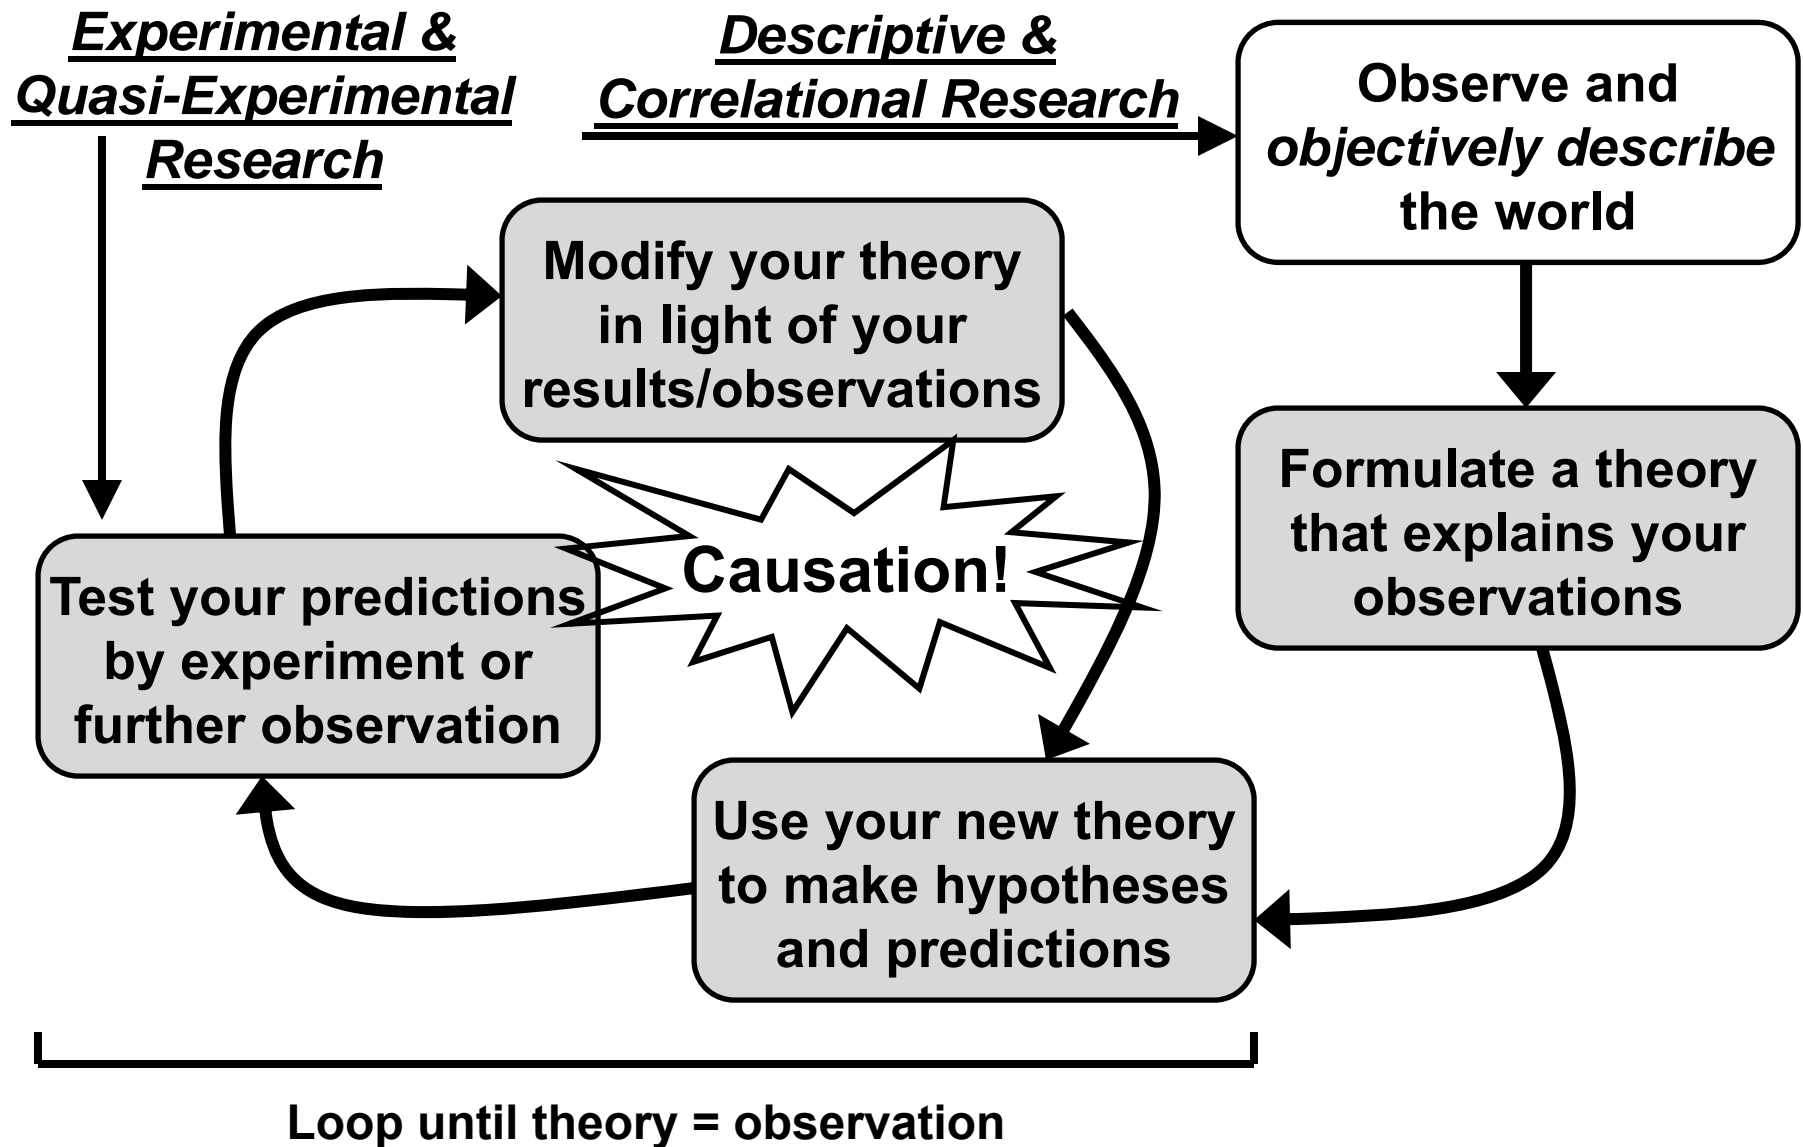 Experimental &
Quasi-Experimental
Research
Descriptive &
Correlational Research
Observe and
objectively describe
the world
Modify your theory
in light of your
results/observations
Formulate a theory
that explains your
observations
Causation!
Test your predictions
by experiment or
further observation
Use your new theory
to make hypotheses
and predictions
Loop until theory = observation